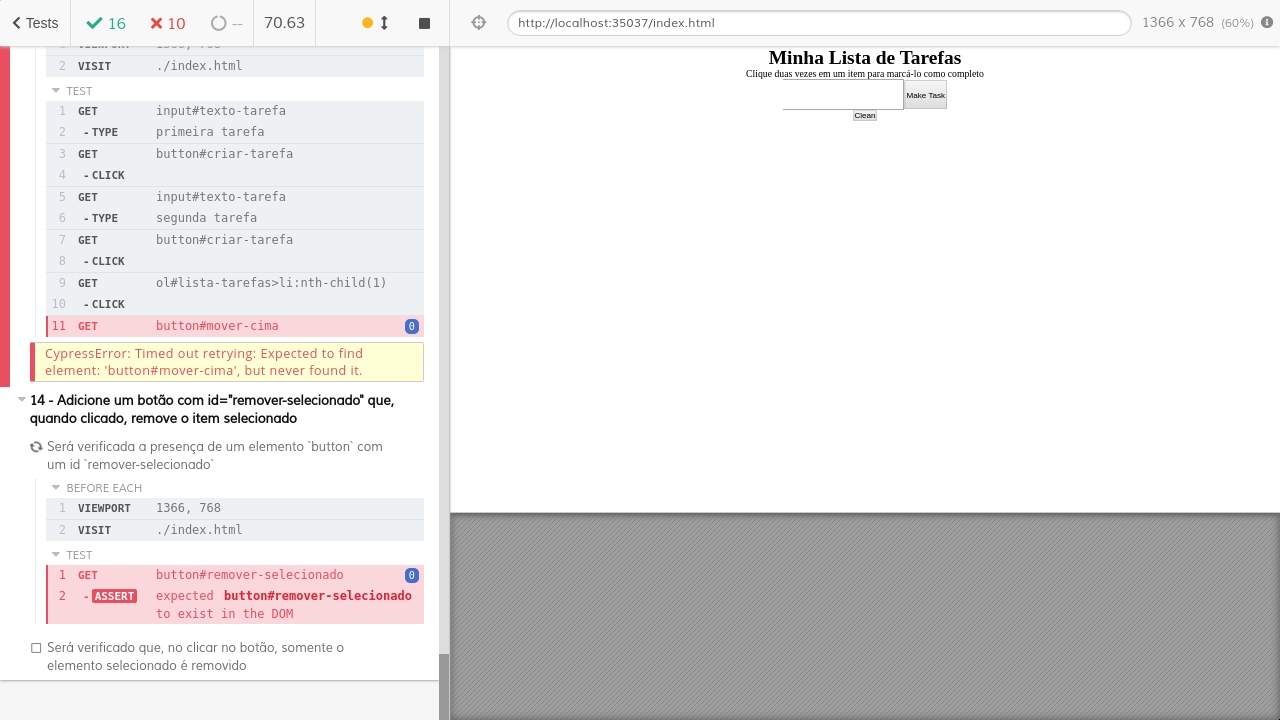 Tests 16 10 -- 70.63
http://localhost:35037/index.html 1366 x 768 (60%)
2 VISIT ./index.html
TEST
1 GET input#texto-tarefa
2 - TYPE primeira tarefa
3 GET button#criar-tarefa
4 - CLICK
5 GET input#texto-tarefa
6 - TYPE segunda tarefa
7 GET button#criar-tarefa
8 - CLICK
9 GET ol#lista-tarefas>li:nth-child(1)
10 - CLICK
11 GET button#mover-cima 0
CypressError: Timed out retrying: Expected to find
element: 'button#mover-cima', but never found it.
14 - Adicione um botão com id="remover-selecionado" que,
quando clicado, remove o item selecionado
Será verificada a presença de um elemento `button` com
um id `remover-selecionado`
BEFORE EACH
1 VIEWPORT 1366, 768
2 VISIT ./index.html
TEST
1 GET button#remover-selecionado 0
2 - ASSERT expected button#remover-selecionado
to exist in the DOM
Será verificado que, no clicar no botão, somente o
elemento selecionado é removido
Minha Lista de Tarefas
Clique duas vezes em um item para marcá-lo como completo
Make Task
Clean